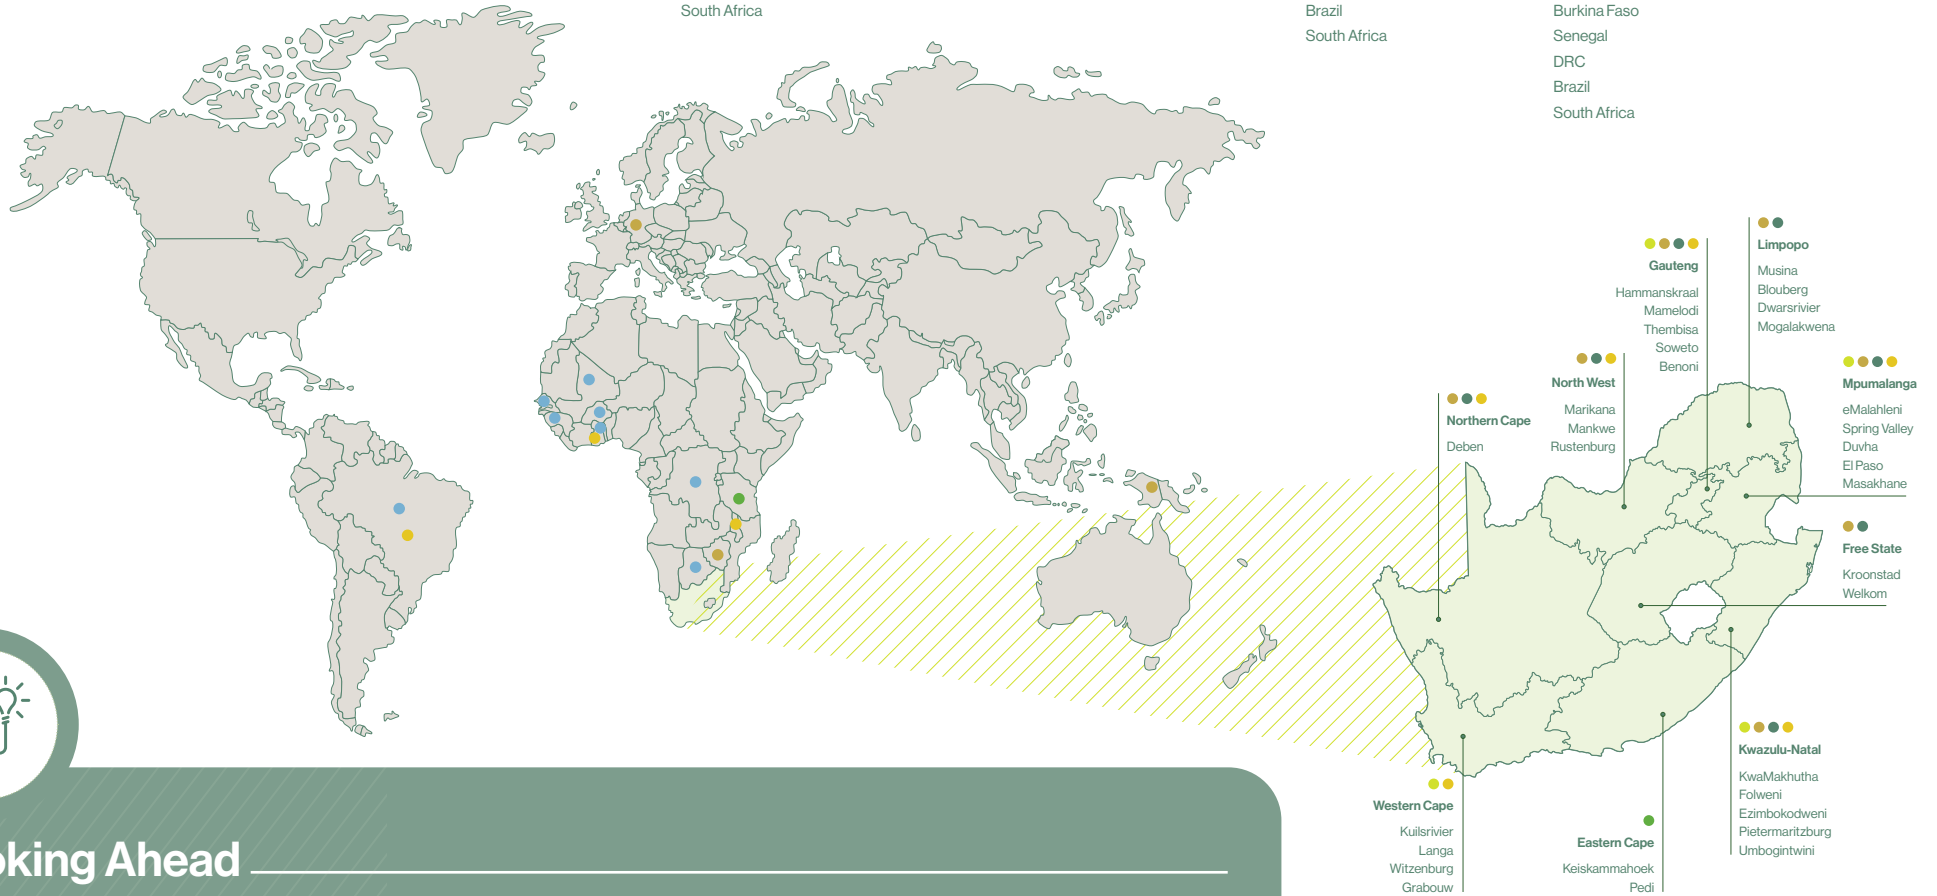 South Africa
Brazil
South Africa
Burkina Faso
Senegal
DRC
Brazil
South Africa
Limpopo
Musina
Blouberg
Dwarsrivier
Mogalakwena
Gauteng
Hammanskraal
Mamelodi
Thembisa
Soweto
Benoni
North West
Marikana
Mankwe
Rustenburg
Mpumalanga
eMalahleni
Spring Valley
Duvha
El Paso
Masakhane
Northern Cape
Deben
Free State
Kroonstad
Welkom
Kwazulu-Natal
KwaMakhutha
Folweni
Ezimbokodweni
Pietermaritzburg
Umbogintwini
Western Cape
Kuilsrivier
Langa
Witzenburg
Grabouw
Eastern Cape
Keiskammahoek
Pedi
oking Ahead